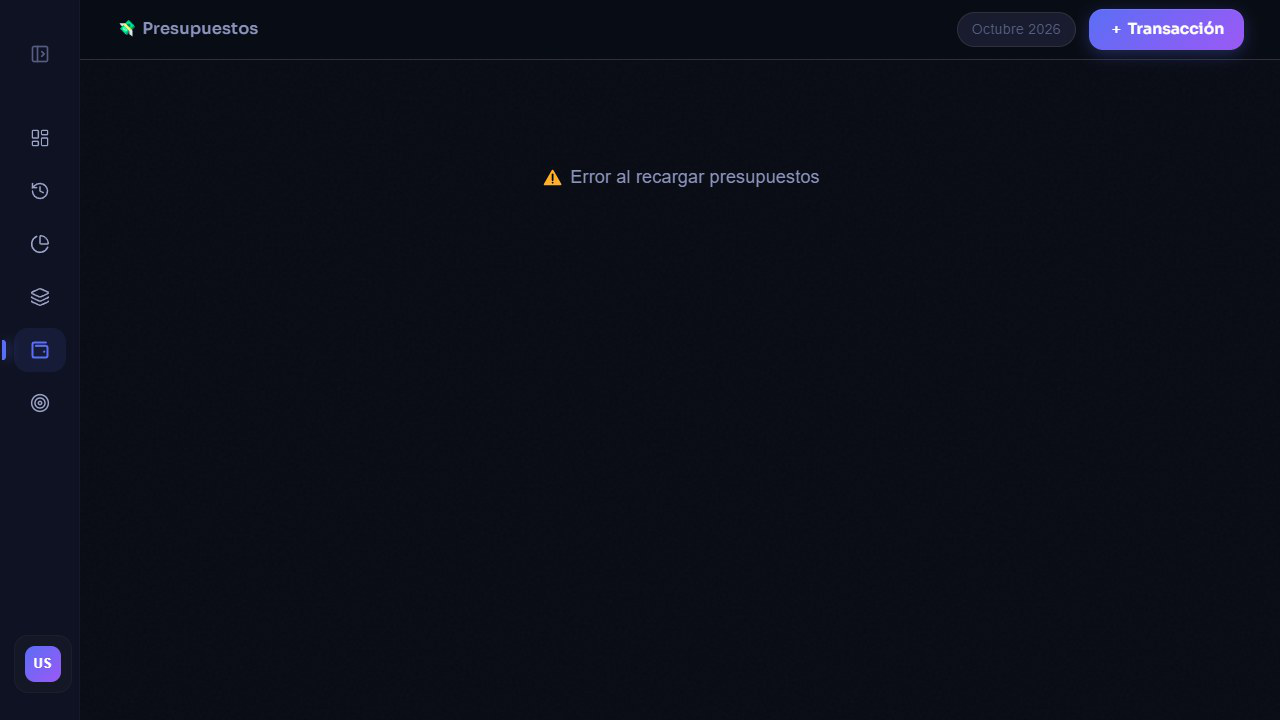 💸 Presupuestos
Octubre 2026
+ Transacción
⚠️ Error al recargar presupuestos
US